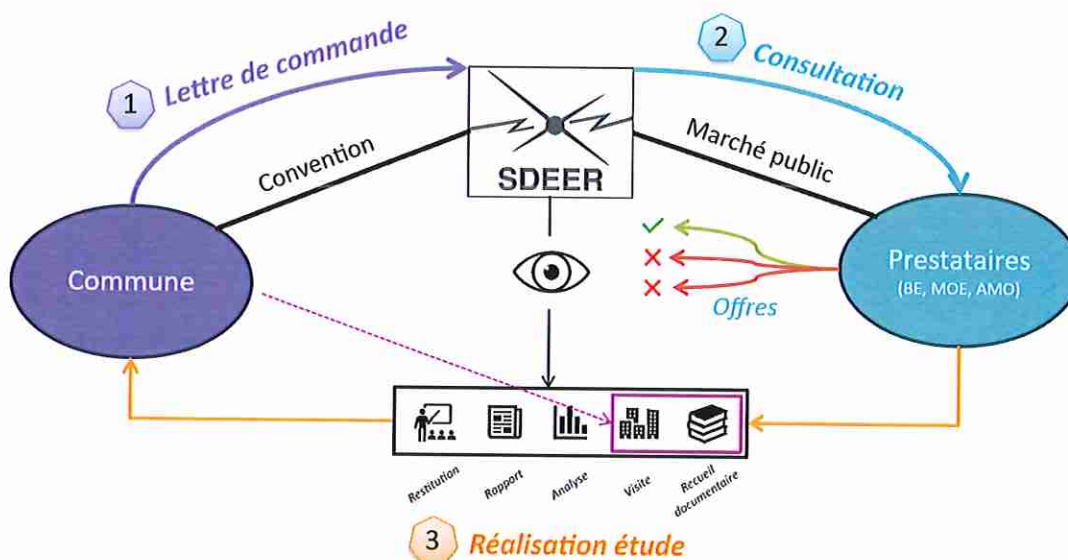 1
Lettre de commande
2
Consultation
Convention
SDEER
Marché public
Commune
Prestataires
(BE, MOE, AMO)
Offres
Restitution
Rapport
Analyse
Visite
Recueil
documentaire
3
Réalisation étude